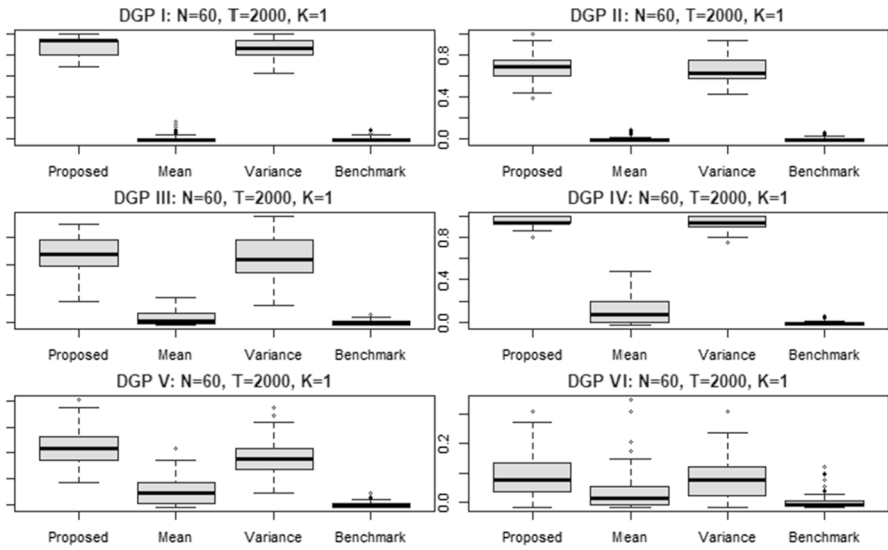 DGP I: N=60, T=2000, K=1
Proposed Mean Variance Benchmark
DGP II: N=60, T=2000, K=1
0.8
0.4
0.0
Proposed Mean Variance Benchmark
DGP III: N=60, T=2000, K=1
Proposed Mean Variance Benchmark
DGP IV: N=60, T=2000, K=1
0.8
0.4
0.0
Proposed Mean Variance Benchmark
DGP V: N=60, T=2000, K=1
Proposed Mean Variance Benchmark
DGP VI: N=60, T=2000, K=1
0.2
0.0
Proposed Mean Variance Benchmark